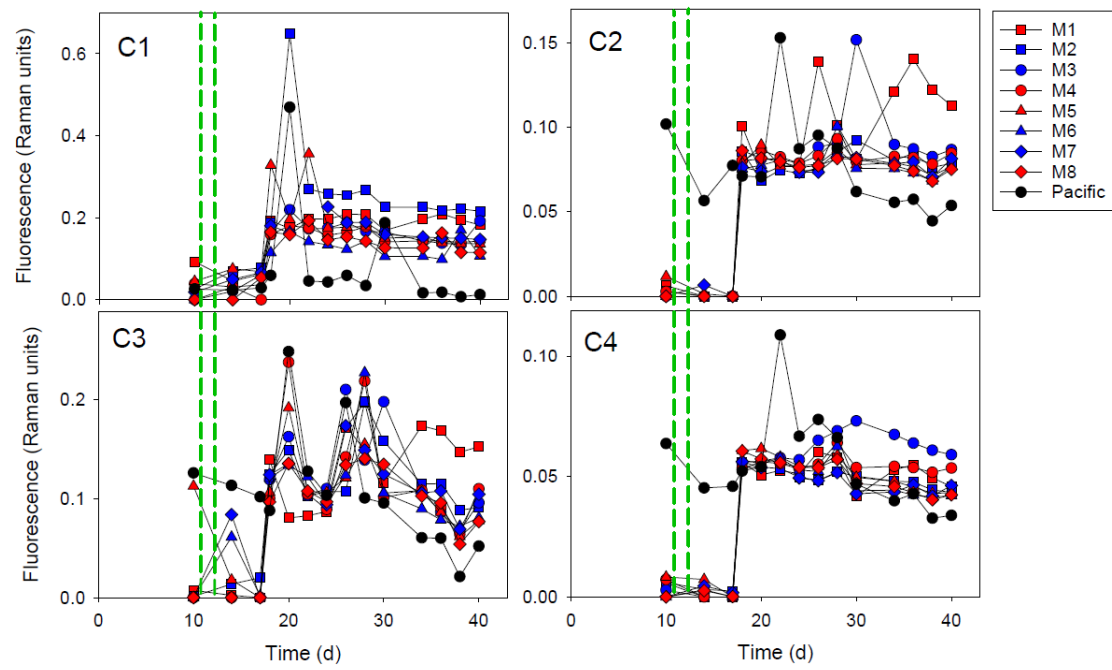 C1
Fluorescence (Raman units)
0.6
0.4
0.2
0.0
C2
0.15
0.10
0.05
0.00
M1
M2
M3
M4
M5
M6
M7
M8
Pacific
C3
Fluorescence (Raman units)
0.2
0.1
0.0
0 10 20 30 40
Time (d)
C4
0.10
0.05
0.00
0 10 20 30 40
Time (d)